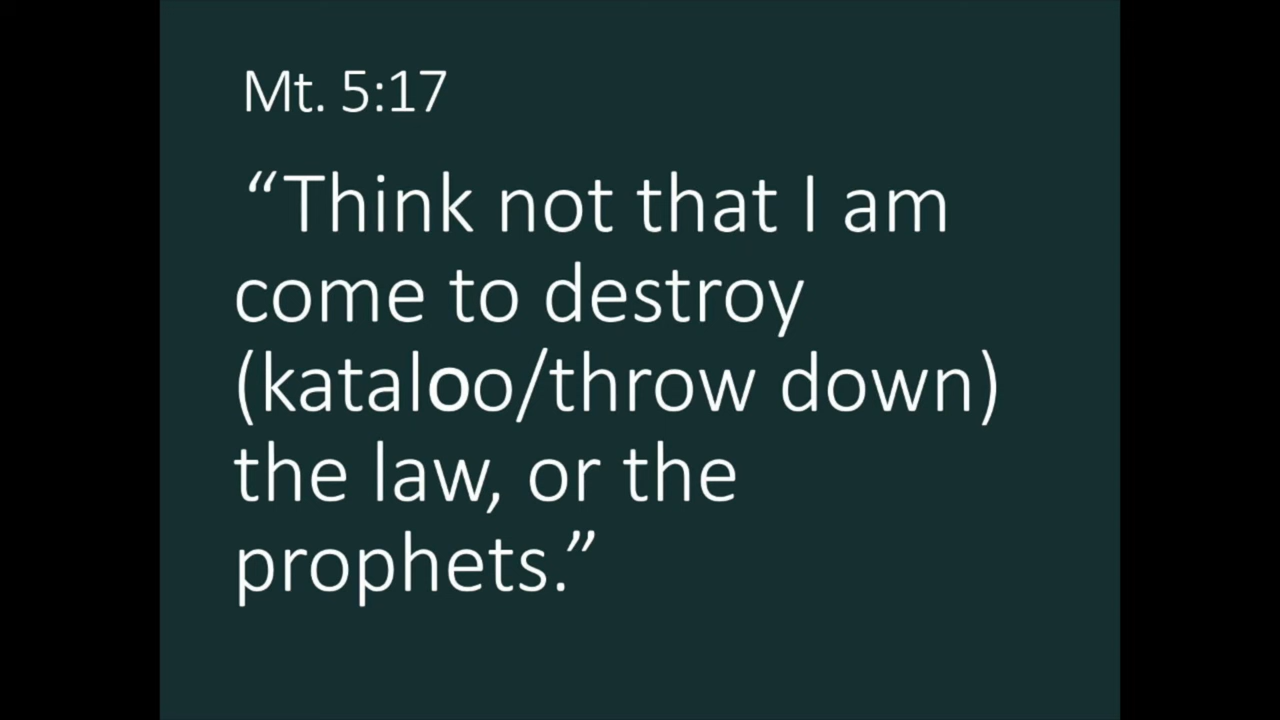 Mt. 5:17
“Think not that I am
come to destroy
(kataloo/throw down)
the law, or the
prophets.”